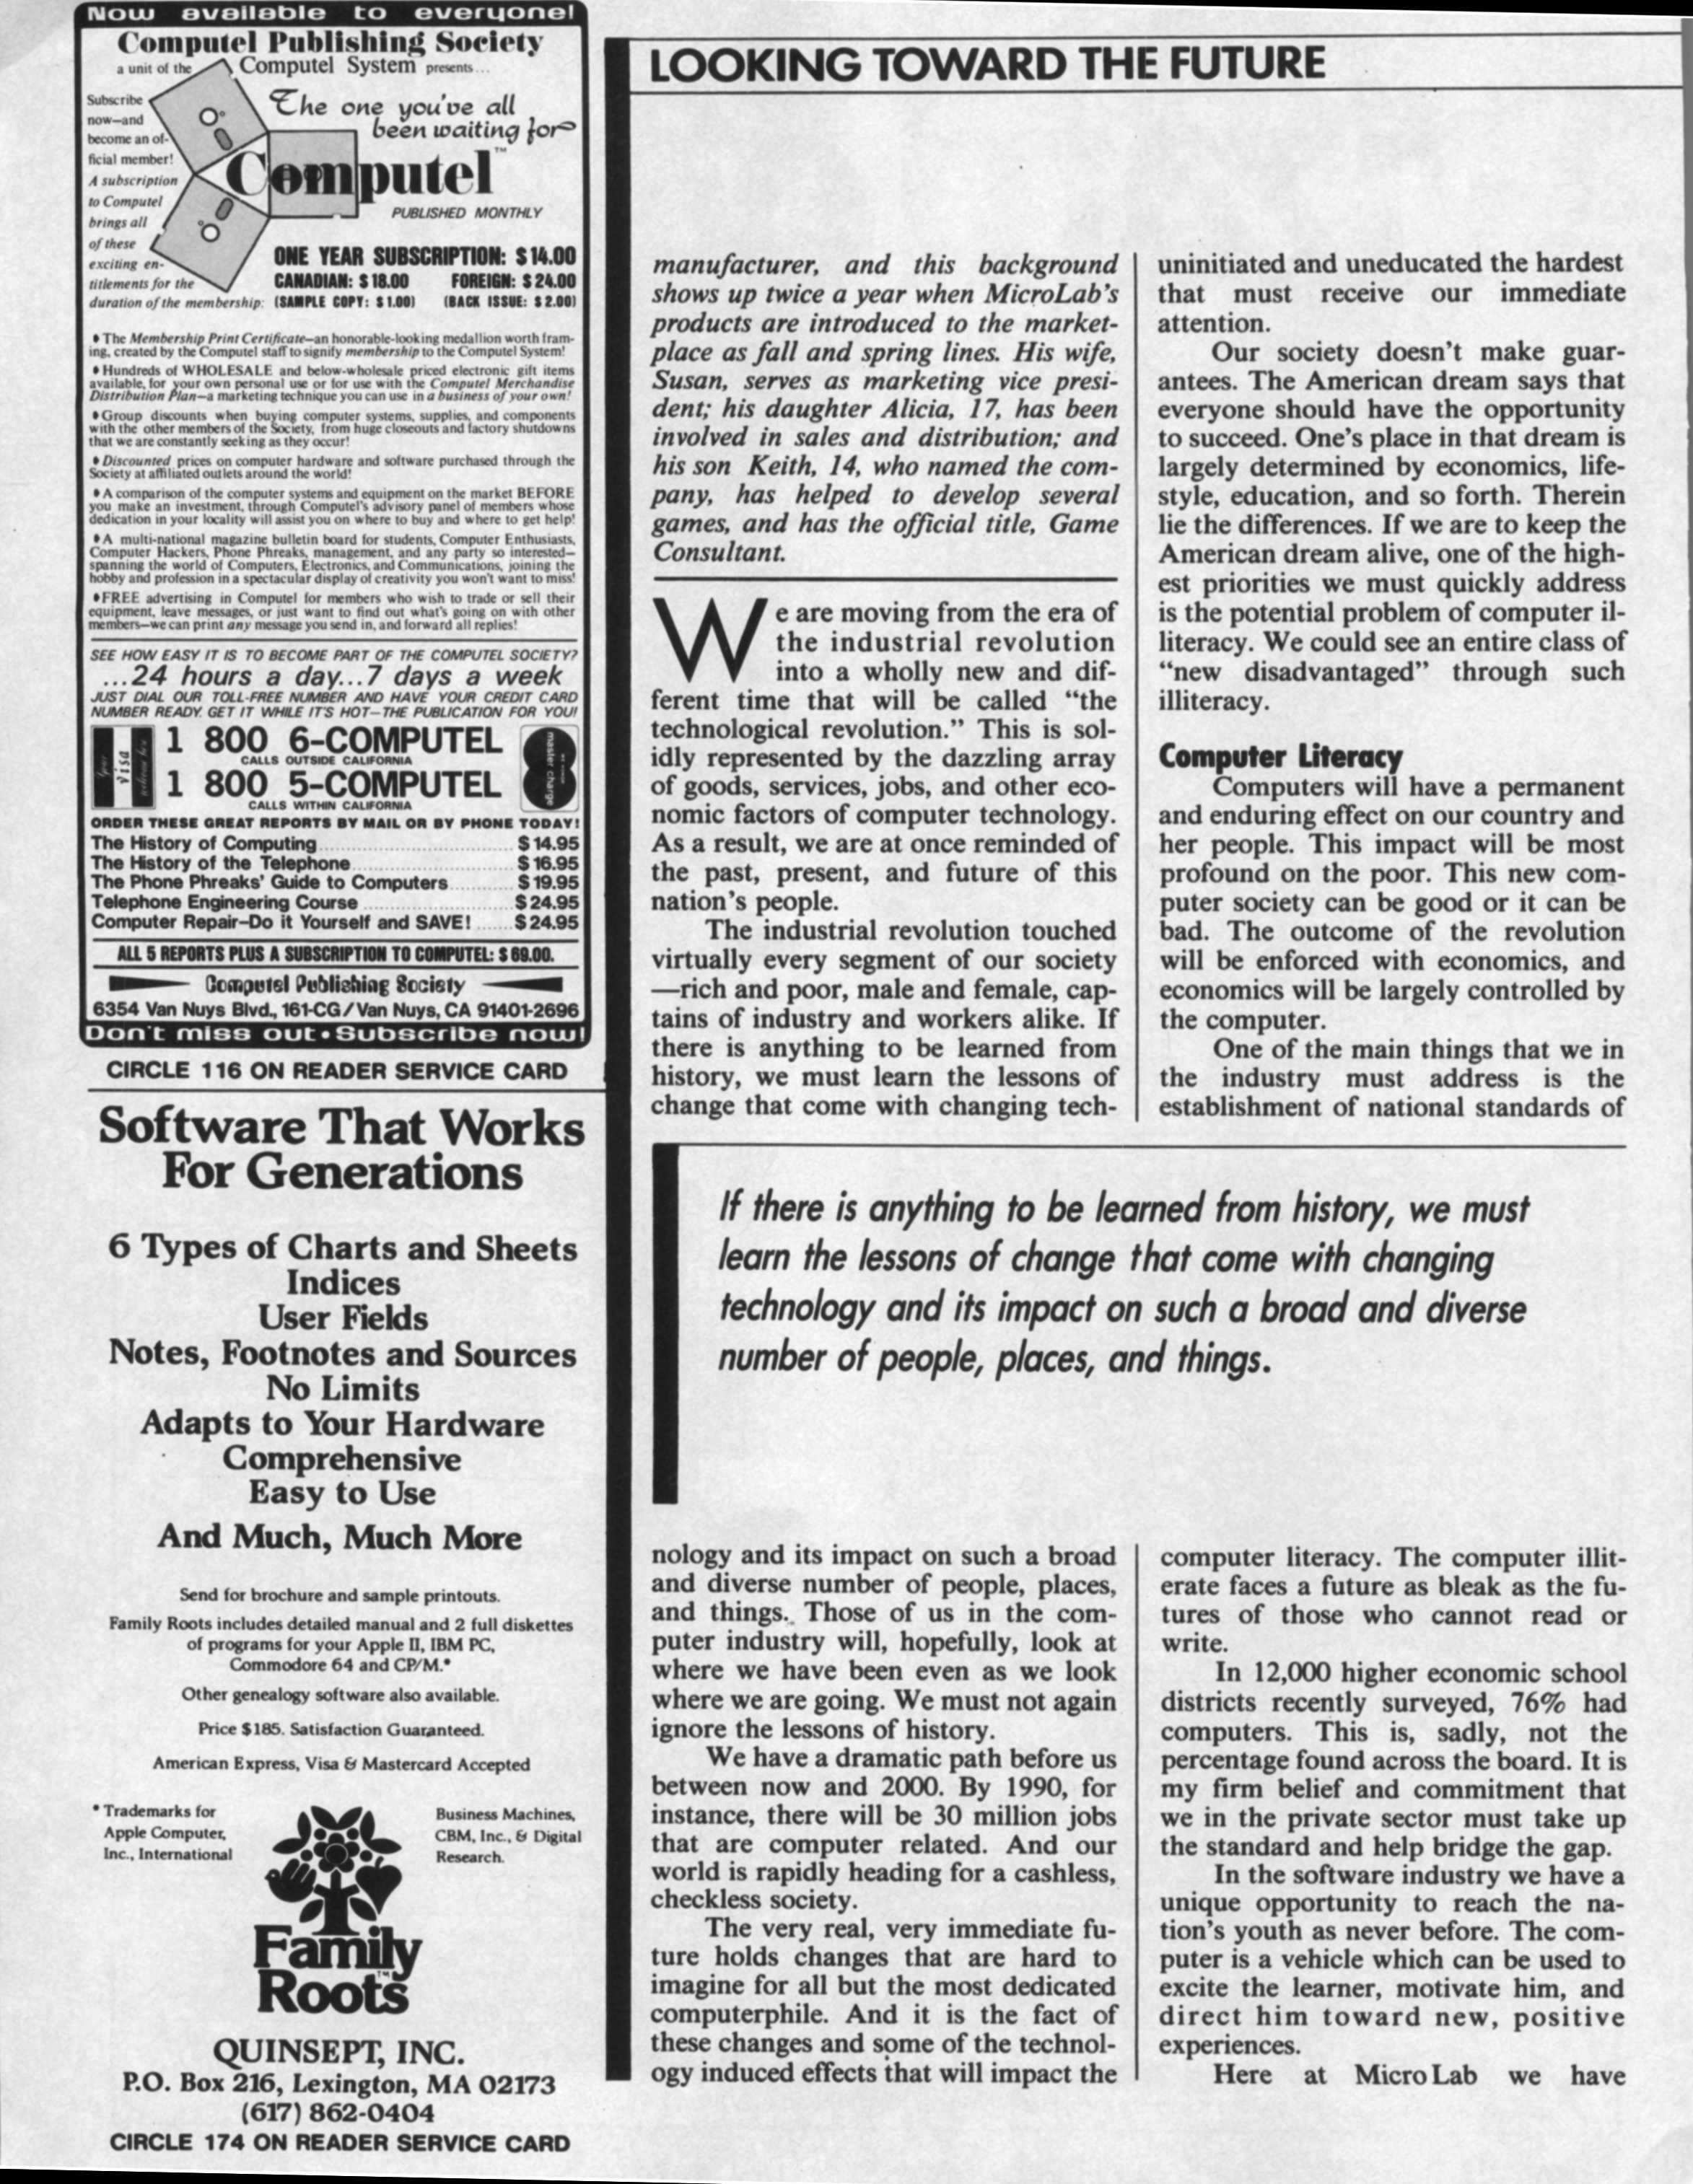 Now available to everyone!
Computel Publishing Society
a unit of the Computel System presents...
Subscribe
now—and
become an of-
ficial member!
A subscription
to Computel
brings all
of these
exciting en-
titlements for the
duration of the membership:
The one you've all
been waiting for
Computel™
PUBLISHED MONTHLY
ONE YEAR SUBSCRIPTION: $14.00
CANADIAN: $18.00 FOREIGN: $24.00
(SAMPLE COPY: $1.00) (BACK ISSUE: $2.00)
• The Membership Print Certificate—an honorable-looking medallion worth fram-
ing, created by the Computel staff to signify membership to the Computel System!
• Hundreds of WHOLESALE and below-wholesale priced electronic gift items
available, for your own personal use or for use with the Computel Merchandise
Distribution Plan—a marketing technique you can use in a business of your own!
• Group discounts when buying computer systems, supplies, and components
with the other members of the Society, from huge closeouts and factory shutdowns
that we are constantly seeking as they occur!
• Discounted prices on computer hardware and software purchased through the
Society at affiliated outlets around the world!
• A comparison of the computer systems and equipment on the market BEFORE
you make an investment, through Computel's advisory panel of members whose
dedication in your locality will assist you on where to buy and where to get help!
• A multi-national magazine bulletin board for students, Computer Enthusiasts,
Computer Hackers, Phone Phreaks, management, and any party so interested—
spanning the world of Computers, Electronics, and Communications, joining the
hobby and profession in a spectacular display of creativity you won't want to miss!
• FREE advertising in Computel for members who wish to trade or sell their
equipment, leave messages, or just want to find out what's going on with other
members—we can print any message you send in, and forward all replies!
SEE HOW EASY IT IS TO BECOME PART OF THE COMPUTEL SOCIETY?
...24 hours a day...7 days a week
JUST DIAL OUR TOLL-FREE NUMBER AND HAVE YOUR CREDIT CARD
NUMBER READY. GET IT WHILE IT'S HOT—THE PUBLICATION FOR YOU!
Your
VISA
welcome here
master charge
1 800 6-COMPUTEL
CALLS OUTSIDE CALIFORNIA
1 800 5-COMPUTEL
CALLS WITHIN CALIFORNIA
ORDER THESE GREAT REPORTS BY MAIL OR BY PHONE TODAY!
The History of Computing ........ $14.95
The History of the Telephone ........ $16.95
The Phone Phreaks' Guide to Computers ........ $19.95
Telephone Engineering Course ........ $24.95
Computer Repair–Do it Yourself and SAVE! ....... $24.95
ALL 5 REPORTS PLUS A SUBSCRIPTION TO COMPUTEL: $69.00.
Computel Publishing Society
6354 Van Nuys Blvd., 161-CG/Van Nuys, CA 91401-2696
Don't miss out•Subscribe now!
CIRCLE 116 ON READER SERVICE CARD
Software That Works
For Generations
6 Types of Charts and Sheets
Indices
User Fields
Notes, Footnotes and Sources
No Limits
Adapts to Your Hardware
Comprehensive
Easy to Use
And Much, Much More
Send for brochure and sample printouts.
Family Roots includes detailed manual and 2 full diskettes
of programs for your Apple II, IBM PC,
Commodore 64 and CP/M.*
Other genealogy software also available.
Price $185. Satisfaction Guaranteed.
American Express, Visa & Mastercard Accepted
* Trademarks for
Apple Computer,
Inc., International
Business Machines,
CBM, Inc., & Digital
Research.
Family
Roots™
QUINSEPT, INC.
P.O. Box 216, Lexington, MA 02173
(617) 862-0404
CIRCLE 174 ON READER SERVICE CARD
LOOKING TOWARD THE FUTURE
manufacturer, and this background
shows up twice a year when MicroLab's
products are introduced to the market-
place as fall and spring lines. His wife,
Susan, serves as marketing vice presi-
dent; his daughter Alicia, 17, has been
involved in sales and distribution; and
his son Keith, 14, who named the com-
pany, has helped to develop several
games, and has the official title, Game
Consultant.
We are moving from the era of
the industrial revolution
into a wholly new and dif-
ferent time that will be called “the
technological revolution.” This is sol-
idly represented by the dazzling array
of goods, services, jobs, and other eco-
nomic factors of computer technology.
As a result, we are at once reminded of
the past, present, and future of this
nation's people.
The industrial revolution touched
virtually every segment of our society
—rich and poor, male and female, cap-
tains of industry and workers alike. If
there is anything to be learned from
history, we must learn the lessons of
change that come with changing tech-
uninitiated and uneducated the hardest
that must receive our immediate
attention.
Our society doesn't make guar-
antees. The American dream says that
everyone should have the opportunity
to succeed. One's place in that dream is
largely determined by economics, life-
style, education, and so forth. Therein
lie the differences. If we are to keep the
American dream alive, one of the high-
est priorities we must quickly address
is the potential problem of computer il-
literacy. We could see an entire class of
“new disadvantaged” through such
illiteracy.
Computer Literacy
Computers will have a permanent
and enduring effect on our country and
her people. This impact will be most
profound on the poor. This new com-
puter society can be good or it can be
bad. The outcome of the revolution
will be enforced with economics, and
economics will be largely controlled by
the computer.
One of the main things that we in
the industry must address is the
establishment of national standards of
If there is anything to be learned from history, we must
learn the lessons of change that come with changing
technology and its impact on such a broad and diverse
number of people, places, and things.
nology and its impact on such a broad
and diverse number of people, places,
and things. Those of us in the com-
puter industry will, hopefully, look at
where we have been even as we look
where we are going. We must not again
ignore the lessons of history.
We have a dramatic path before us
between now and 2000. By 1990, for
instance, there will be 30 million jobs
that are computer related. And our
world is rapidly heading for a cashless,
checkless society.
The very real, very immediate fu-
ture holds changes that are hard to
imagine for all but the most dedicated
computerphile. And it is the fact of
these changes and some of the technol-
ogy induced effects that will impact the
computer literacy. The computer illit-
erate faces a future as bleak as the fu-
tures of those who cannot read or
write.
In 12,000 higher economic school
districts recently surveyed, 76% had
computers. This is, sadly, not the
percentage found across the board. It is
my firm belief and commitment that
we in the private sector must take up
the standard and help bridge the gap.
In the software industry we have a
unique opportunity to reach the na-
tion's youth as never before. The com-
puter is a vehicle which can be used to
excite the learner, motivate him, and
direct him toward new, positive
experiences.
Here at MicroLab we have